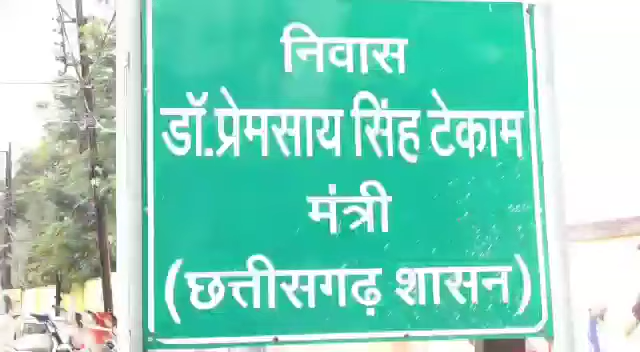 निवास
डॉ.प्रेमसाय सिंह टेकाम
मंत्री
(छत्तीसगढ़ शासन)